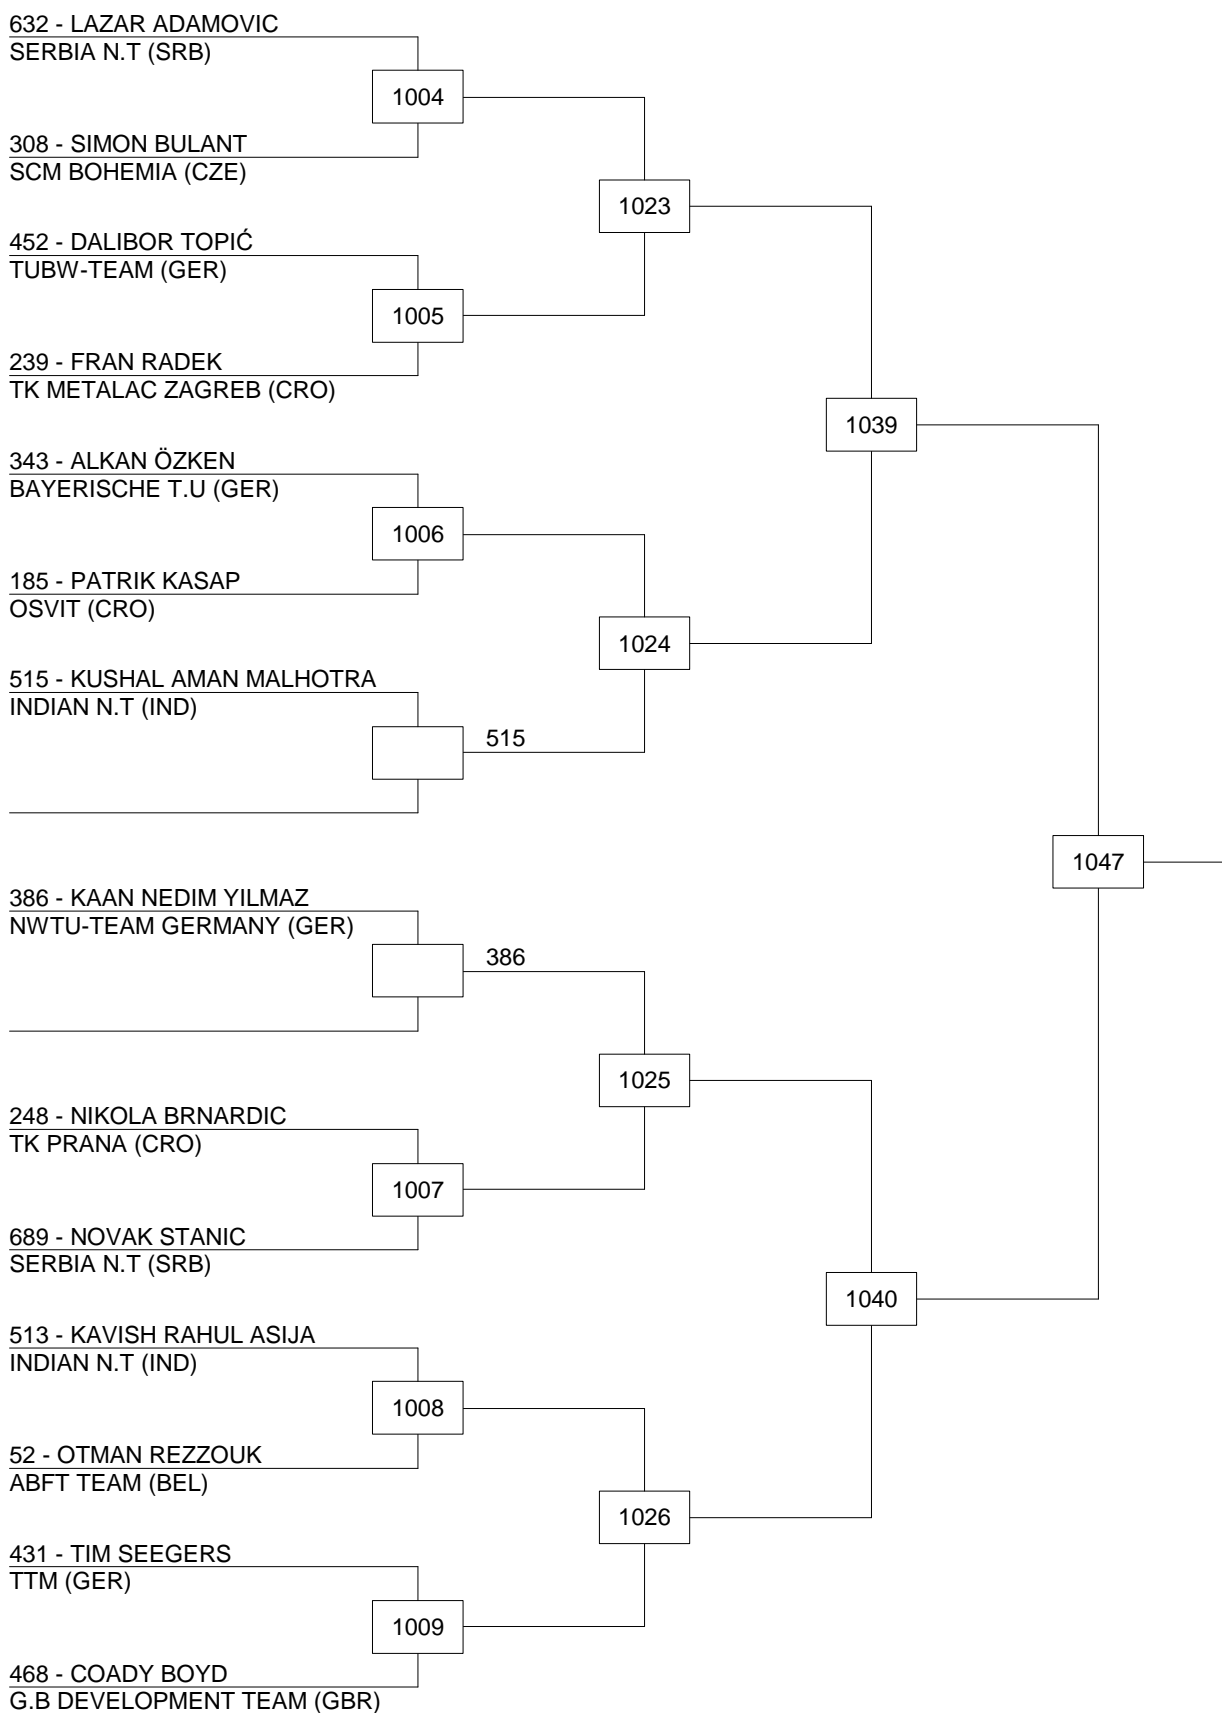 632 - LAZAR ADAMOVIC
SERBIA N.T (SRB)
1004
308 - SIMON BULANT
SCM BOHEMIA (CZE)
1023
452 - DALIBOR TOPIĆ
TUBW-TEAM (GER)
1005
239 - FRAN RADEK
TK METALAC ZAGREB (CRO)
1039
343 - ALKAN ÖZKEN
BAYERISCHE T.U (GER)
1006
185 - PATRIK KASAP
OSVIT (CRO)
1024
515 - KUSHAL AMAN MALHOTRA
INDIAN N.T (IND)
515
1047
386 - KAAN NEDIM YILMAZ
NWTU-TEAM GERMANY (GER)
386
1025
248 - NIKOLA BRNARDIC
TK PRANA (CRO)
1007
689 - NOVAK STANIC
SERBIA N.T (SRB)
1040
513 - KAVISH RAHUL ASIJA
INDIAN N.T (IND)
1008
52 - OTMAN REZZOUK
ABFT TEAM (BEL)
1026
431 - TIM SEEGERS
TTM (GER)
1009
468 - COADY BOYD
G.B DEVELOPMENT TEAM (GBR)